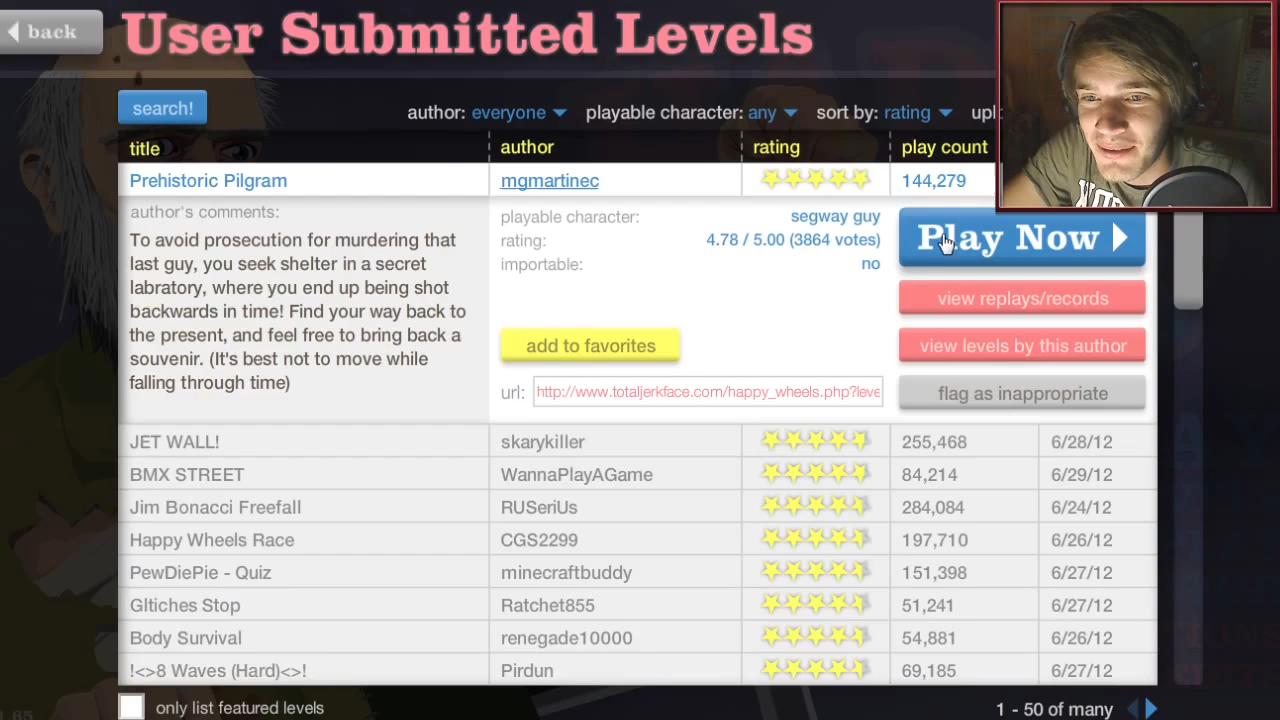 back
User Submitted Levels
search!
author: everyone playable character: any sort by: rating
title author rating play count
Prehistoric Pilgram mgmartinec 144,279
author's comments:
To avoid prosecution for murdering that
last guy, you seek shelter in a secret
labratory, where you end up being shot
backwards in time! Find your way back to
the present, and feel free to bring back a
souvenir. (It's best not to move while
falling through time)
playable character: segway guy
rating: 4.78 / 5.00 (3864 votes)
importable: no
add to favorites
url: http://www.totaljerkface.com/happy_wheels.php?leve
Play Now
view replays/records
view levels by this author
flag as inappropriate
JET WALL! skarykiller 255,468 6/28/12
BMX STREET WannaPlayAGame 84,214 6/29/12
Jim Bonacci Freefall RUSeriUs 284,084 6/24/12
Happy Wheels Race CGS2299 197,710 6/26/12
PewDiePie - Quiz minecraftbuddy 151,398 6/27/12
Gltiches Stop Ratchet855 51,241 6/27/12
Body Survival renegade10000 54,881 6/26/12
!<>8 Waves (Hard)<>! Pirdun 69,185 6/27/12
only list featured levels
1 - 50 of many